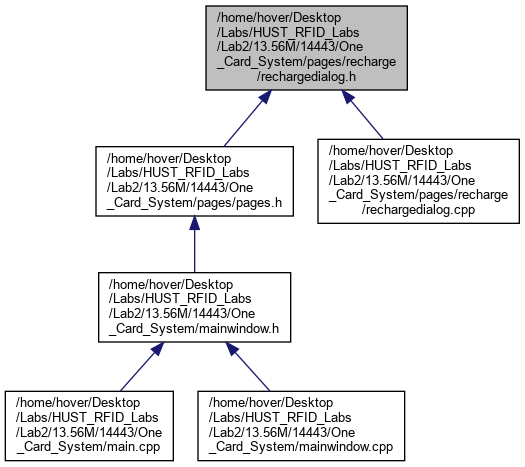 /home/hover/Desktop
/Labs/HUST_RFID_Labs
/Lab2/13.56M/14443/One
_Card_System/pages/recharge
/rechargedialog.h
/home/hover/Desktop
/Labs/HUST_RFID_Labs
/Lab2/13.56M/14443/One
_Card_System/pages/pages.h
/home/hover/Desktop
/Labs/HUST_RFID_Labs
/Lab2/13.56M/14443/One
_Card_System/pages/recharge
/rechargedialog.cpp
/home/hover/Desktop
/Labs/HUST_RFID_Labs
/Lab2/13.56M/14443/One
_Card_System/mainwindow.h
/home/hover/Desktop
/Labs/HUST_RFID_Labs
/Lab2/13.56M/14443/One
_Card_System/main.cpp
/home/hover/Desktop
/Labs/HUST_RFID_Labs
/Lab2/13.56M/14443/One
_Card_System/mainwindow.cpp